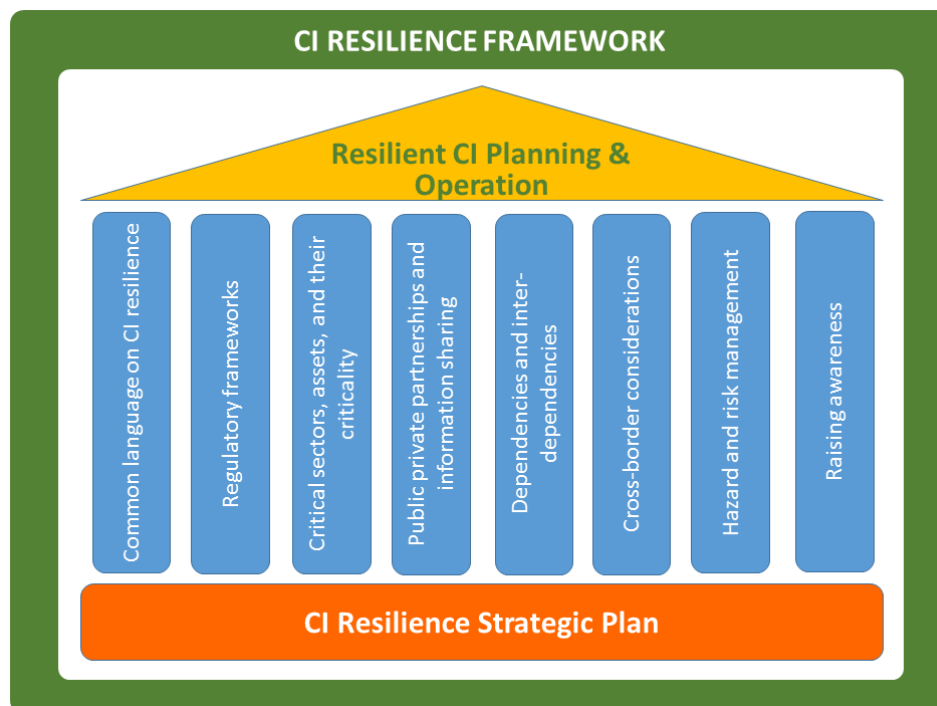 CI RESILIENCE FRAMEWORK
Resilient CI Planning &
Operation
Common language on CI resilience
Regulatory frameworks
Critical sectors, assets, and their
criticality
Public private partnerships and
information sharing
Dependencies and inter-
dependencies
Cross-border considerations
Hazard and risk management
Raising awareness
CI Resilience Strategic Plan